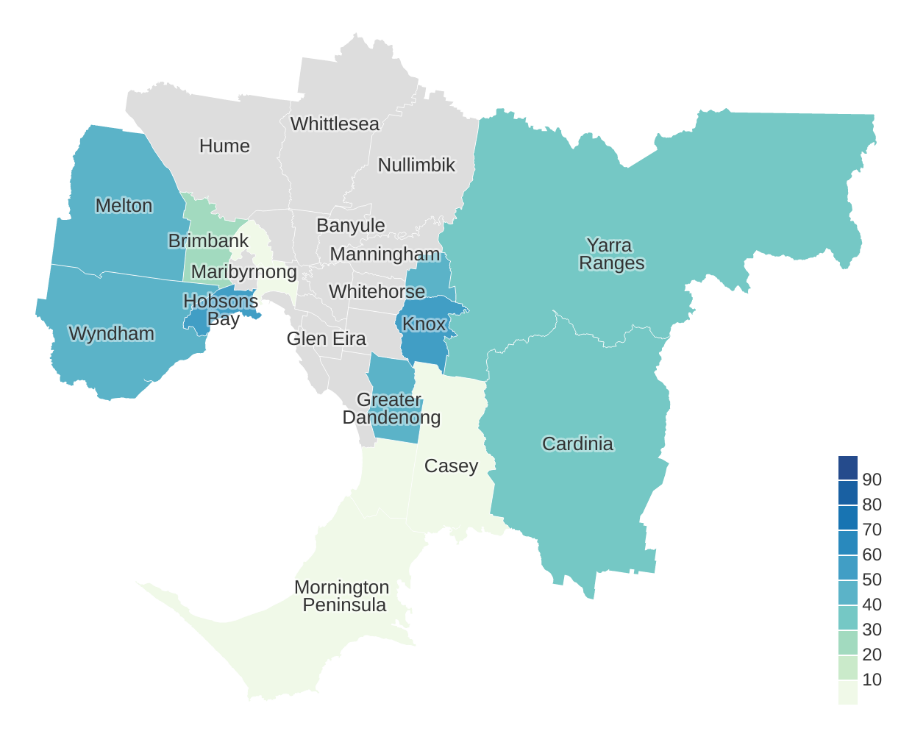 Whittlesea
Hume
Nullimbik
Melton
Banyule
Brimbank
Manningham
Yarra
Ranges
Maribyrnong
Whitehorse
Hobsons
Bay
Knox
Wyndham
Glen Eira
Greater
Dandenong
Cardinia
Casey
Mornington
Peninsula
90
80
70
60
50
40
30
20
10